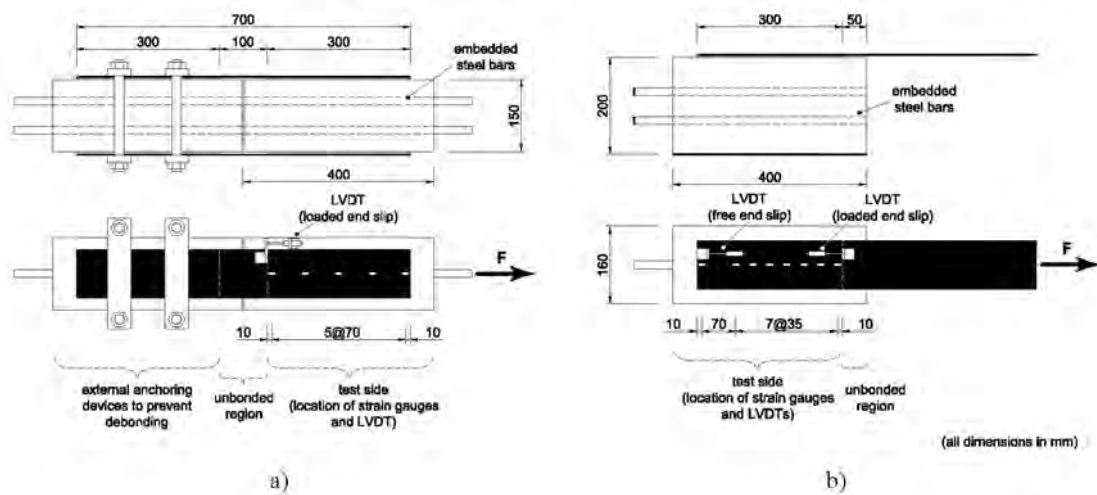 700
300
100
300
embedded
steel bars
150
400
LVDT
(loaded end slip)
F
10
5@70
10
external anchoring
devices to prevent
debonding
unbonded
region
test side
(location of strain gauges
and LVDT)
a)
300
50
200
embedded
steel bars
400
LVDT
(free end slip)
LVDT
(loaded end slip)
160
F
10
70
7@35
10
test side
(location of strain gauges
and LVDTs)
unbonded
region
(all dimensions in mm)
b)